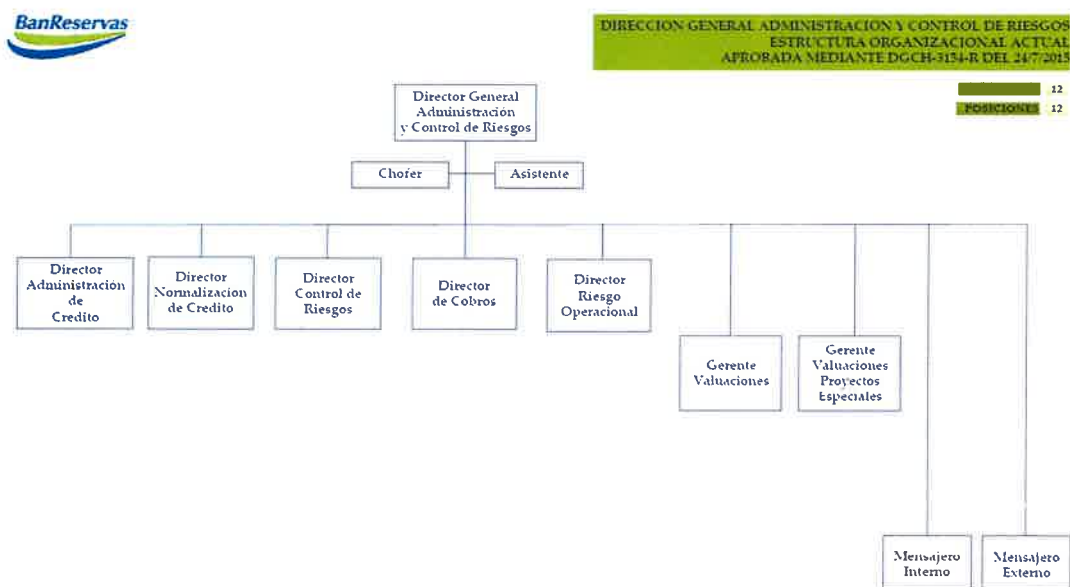 BanReservas
DIRECCION GENERAL ADMINISTRACION Y CONTROL DE RIESGOS
ESTRUCTURA ORGANIZACIONAL ACTUAL
APROBADA MEDIANTE DGCH-3154-R DEL 24/7/2015
12
POSICIONES 12
Director General
Administración
y Control de Riesgos
Chofer
Asistente
Director
Administración
de
Credito
Director
Normalizacion
de Credito
Director
Control de
Riesgos
Director
de Cobros
Director
Riesgo
Operacional
Gerente
Valuaciones
Gerente
Valuaciones
Proyectos
Especiales
Mensajero
Interno
Mensajero
Externo